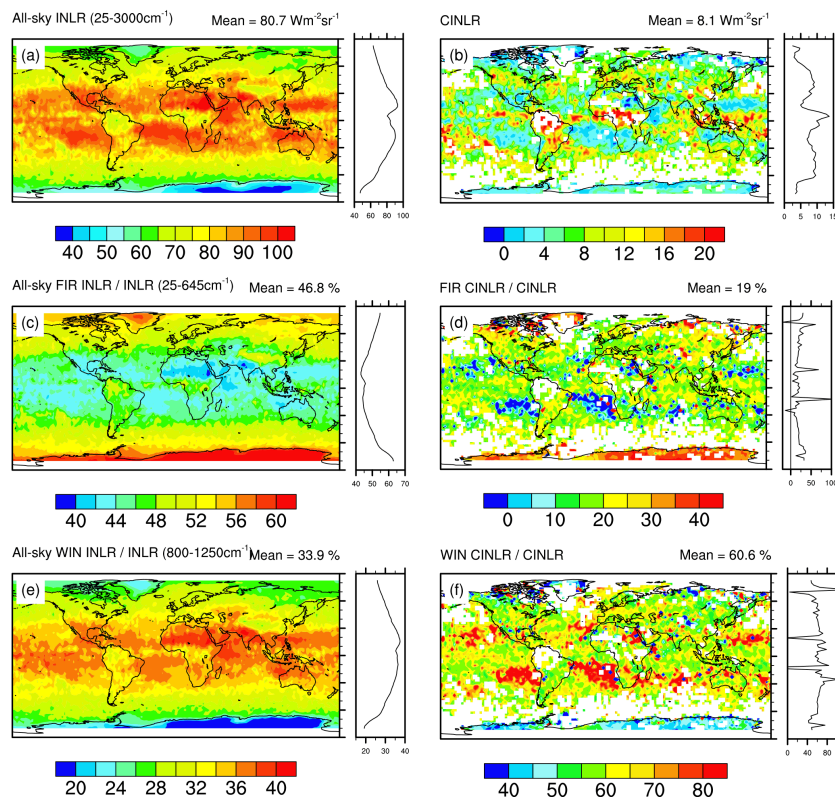 All-sky INLR (25-3000cm⁻¹) Mean = 80.7 Wm⁻²sr⁻¹
(a)
40 60 80 100
40 50 60 70 80 90 100
CINLR Mean = 8.1 Wm⁻²sr⁻¹
(b)
0 5 10 15
0 4 8 12 16 20
All-sky FIR INLR / INLR (25-645cm⁻¹) Mean = 46.8 %
(c)
40 50 60 70
40 44 48 52 56 60
FIR CINLR / CINLR Mean = 19 %
(d)
0 50 100
0 10 20 30 40
All-sky WIN INLR / INLR (800-1250cm⁻¹) Mean = 33.9 %
(e)
20 30 40
20 24 28 32 36 40
WIN CINLR / CINLR Mean = 60.6 %
(f)
0 40 80
40 50 60 70 80